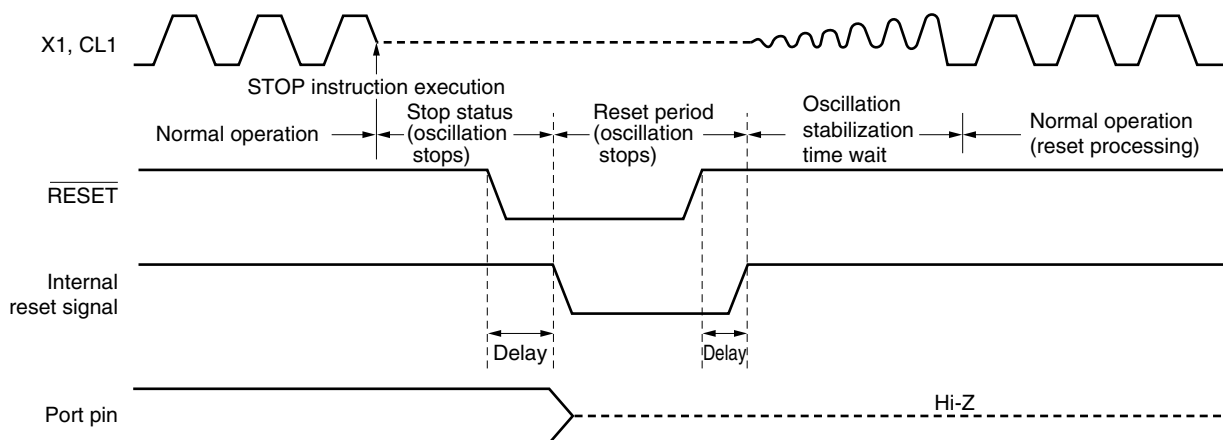 X1, CL1
STOP instruction execution
Normal operation
Stop status
(oscillation
stops)
Reset period
(oscillation
stops)
Oscillation
stabilization
time wait
Normal operation
(reset processing)
RESET
Internal
reset signal
Delay
Delay
Port pin
Hi-Z